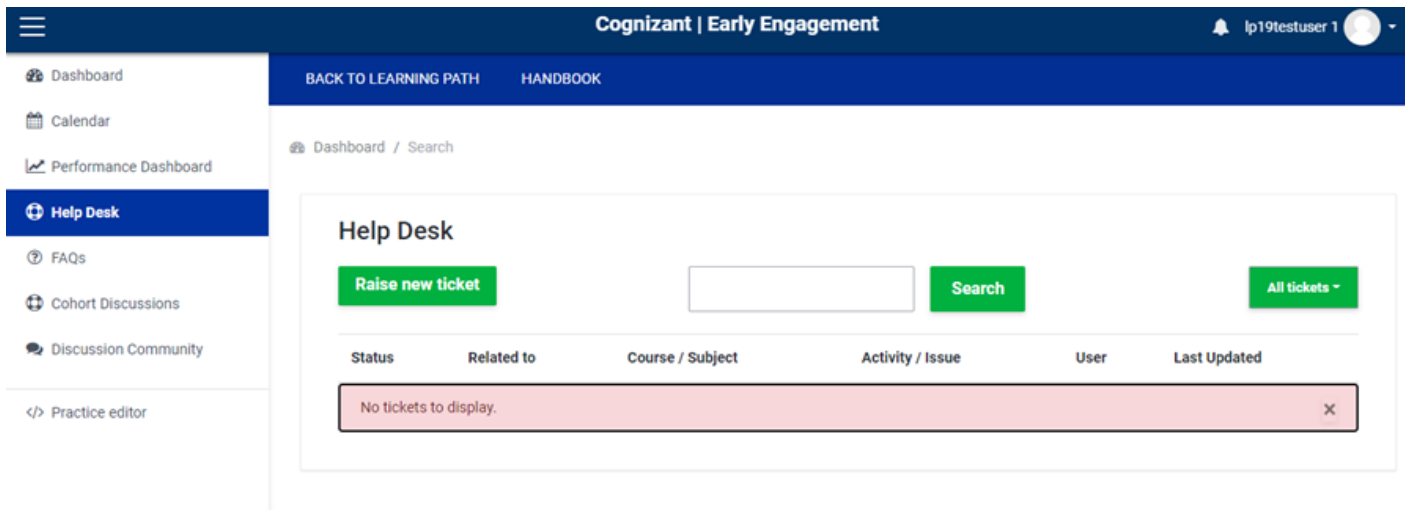 Cognizant | Early Engagement
lp19testuser 1
Dashboard
Calendar
Performance Dashboard
Help Desk
FAQs
Cohort Discussions
Discussion Community
</> Practice editor
BACK TO LEARNING PATH HANDBOOK
Dashboard / Search
Help Desk
Raise new ticket Search All tickets
Status Related to Course / Subject Activity / Issue User Last Updated
No tickets to display. ×